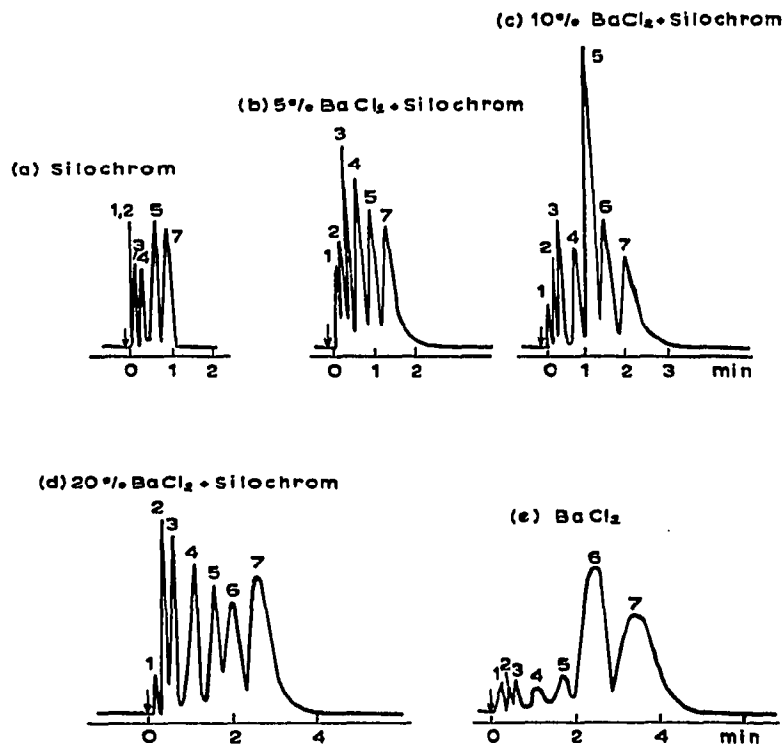 (c) 10% BaCl₂ + Silochrom
5
(b) 5% BaCl₂ + Silochrom
3
4
(a) Silochrom
1,2 5 7
3
4
2 5 7
1
3 6
2 4 7
1
0 1 2
0 1 2
0 1 2 3 min
(d) 20% BaCl₂ + Silochrom
2
3
4 7
5 6
1
(e) BaCl₂
6
7
1 2 3 4 5
0 2 4
0 2 4 min